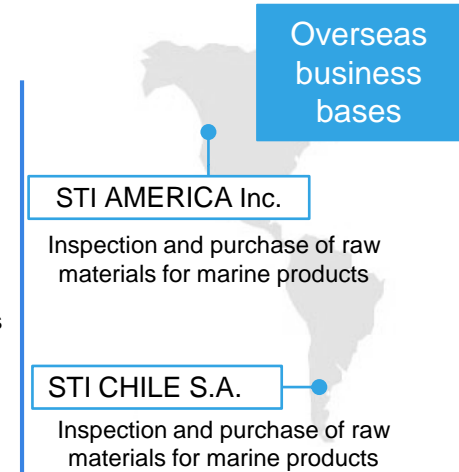 Overseas
business
bases
STI AMERICA Inc.
Inspection and purchase of raw
materials for marine products
s
STI CHILE S.A.
Inspection and purchase of raw
materials for marine products